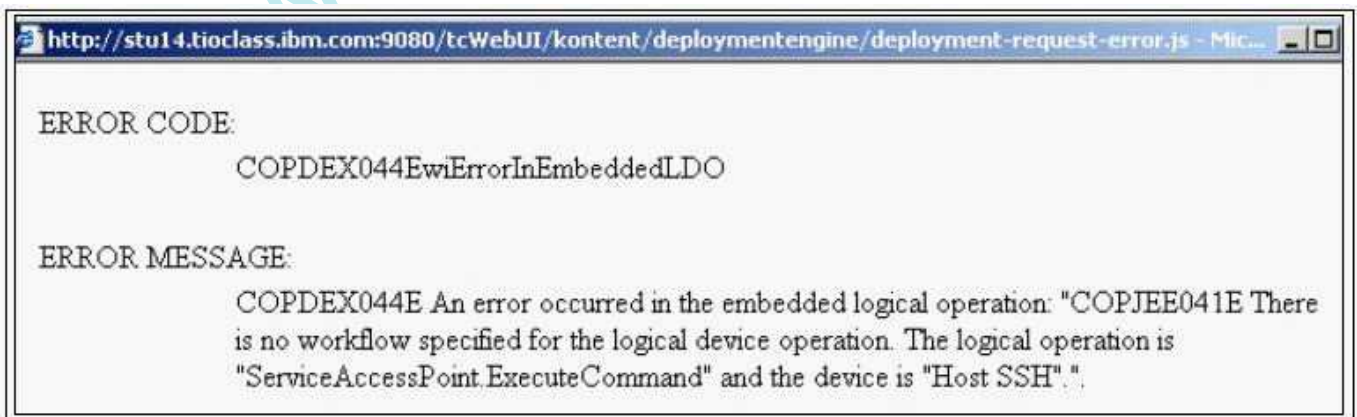 http://stu14.tioclass.ibm.com:9080/tcWebUI/kontent/deploymentengine/deployment-request-error.js - Mic...
ERROR CODE:
COPDEX044EwiErrorInEmbeddedLDO
ERROR MESSAGE:
COPDEX044E An error occurred in the embedded logical operation: "COPJEE041E There
is no workflow specified for the logical device operation. The logical operation is
"ServiceAccessPoint.ExecuteCommand" and the device is "Host SSH".".